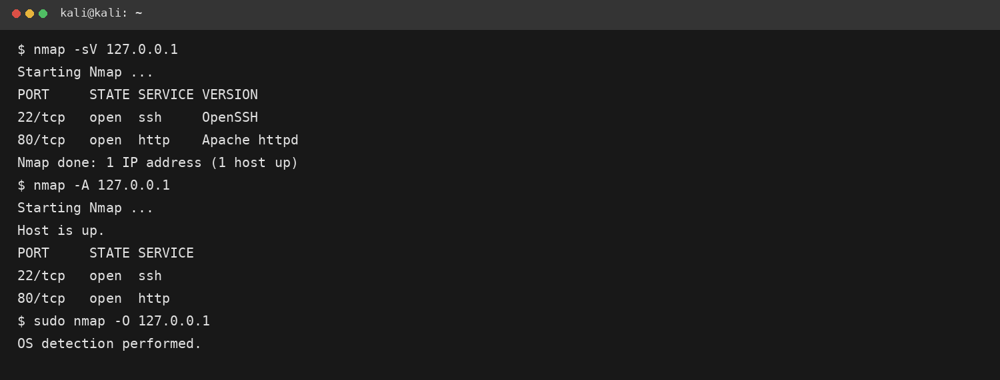 kali@kali: ~
$ nmap -sV 127.0.0.1
Starting Nmap ...
PORT     STATE SERVICE VERSION
22/tcp   open  ssh     OpenSSH
80/tcp   open  http    Apache httpd
Nmap done: 1 IP address (1 host up)
$ nmap -A 127.0.0.1
Starting Nmap ...
Host is up.
PORT     STATE SERVICE
22/tcp   open  ssh
80/tcp   open  http
$ sudo nmap -O 127.0.0.1
OS detection performed.